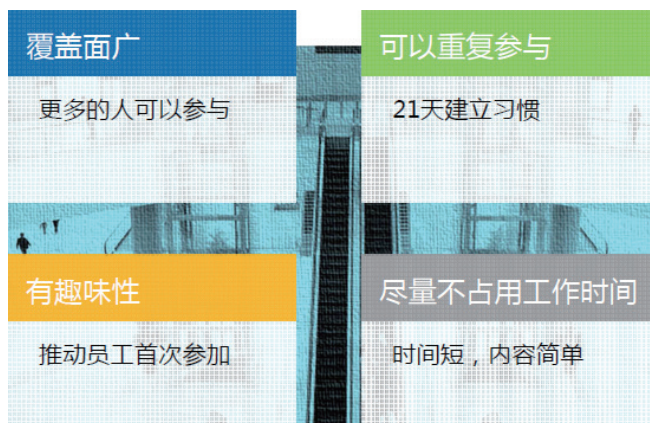 覆盖面广
更多的人可以参与
可以重复参与
21天建立习惯
有趣味性
推动员工首次参加
尽量不占用工作时间
时间短，内容简单